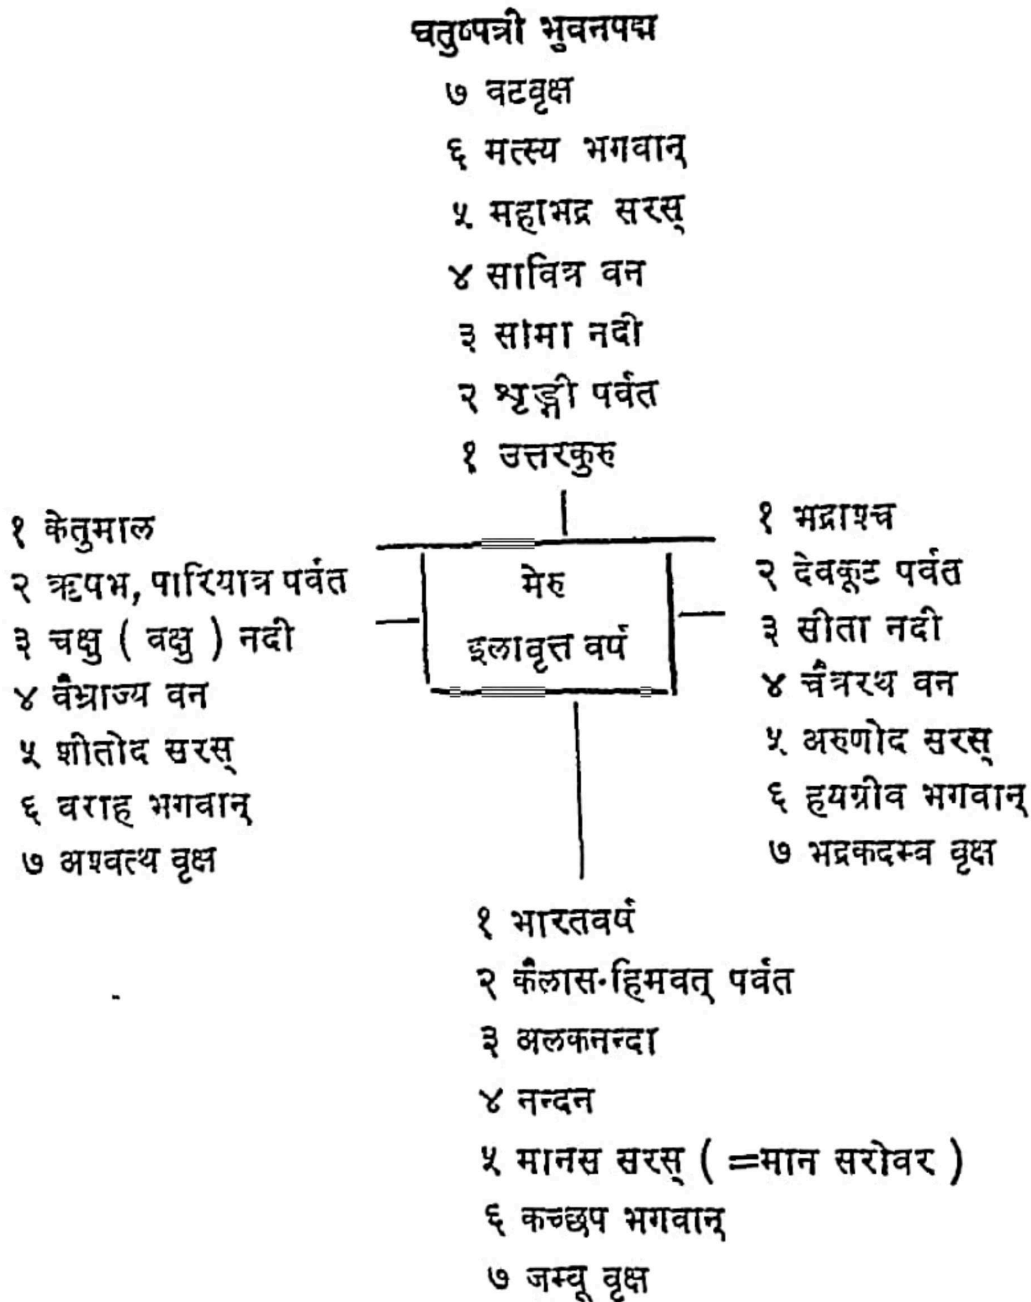 चतुष्पत्री भुवनपद्म
७ वटवृक्ष
६ मत्स्य भगवान्
५ महाभद्र सरस्
४ सावित्र वन
३ सोमा नदी
२ शृङ्गी पर्वत
१ उत्तरकुरु
१ केतुमाल
२ ऋषभ, पारियात्र पर्वत
३ चक्षु ( वक्षु ) नदी
४ वैभ्राज्य वन
५ शीतोद सरस्
६ वराह भगवान्
७ अश्वत्थ वृक्ष
मेरु
इलावृत्त वर्ष
१ भद्राश्व
२ देवकूट पर्वत
३ सीता नदी
४ चैत्ररथ वन
५ अरुणोद सरस्
६ हयग्रीव भगवान्
७ भद्रकदम्ब वृक्ष
१ भारतवर्ष
२ कैलास-हिमवत् पर्वत
३ अलकनन्दा
४ नन्दन
५ मानस सरस् ( =मान सरोवर )
६ कच्छप भगवान्
७ जम्बू वृक्ष